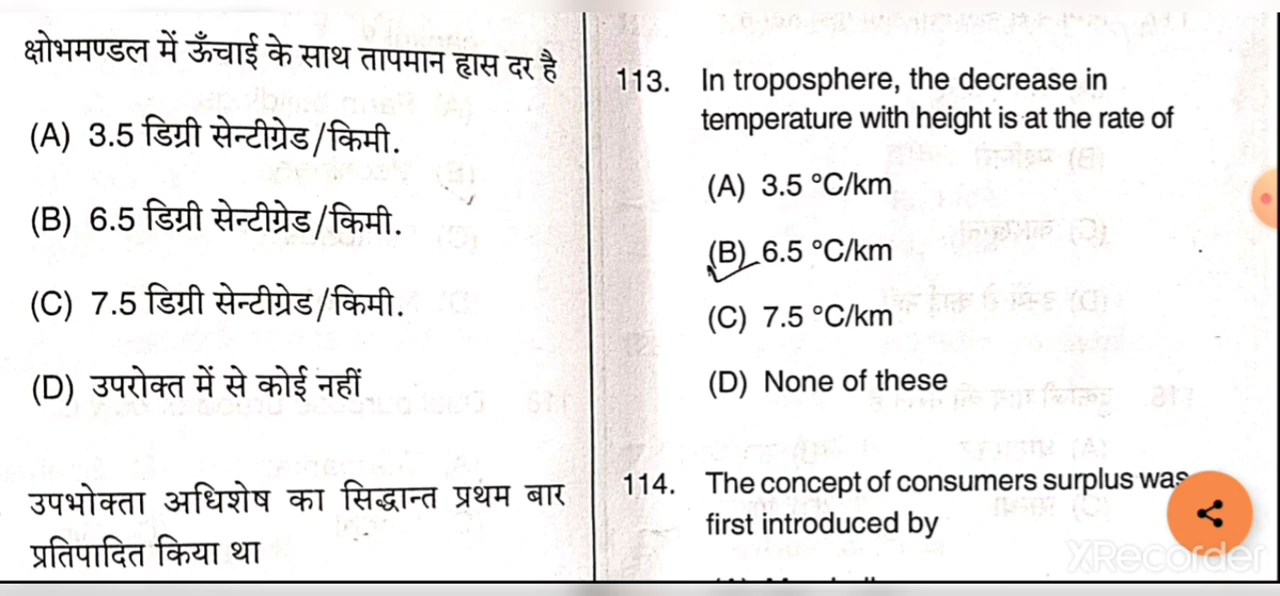 क्षोभमण्डल में ऊँचाई के साथ तापमान ह्रास दर है
(A) 3.5 डिग्री सेन्टीग्रेड/किमी.
(B) 6.5 डिग्री सेन्टीग्रेड/किमी.
(C) 7.5 डिग्री सेन्टीग्रेड/किमी.
(D) उपरोक्त में से कोई नहीं
उपभोक्ता अधिशेष का सिद्धान्त प्रथम बार
प्रतिपादित किया था
113. In troposphere, the decrease in
temperature with height is at the rate of
(A) 3.5 °C/km
(B) 6.5 °C/km
(C) 7.5 °C/km
(D) None of these
114. The concept of consumers surplus was
first introduced by
XRecorder